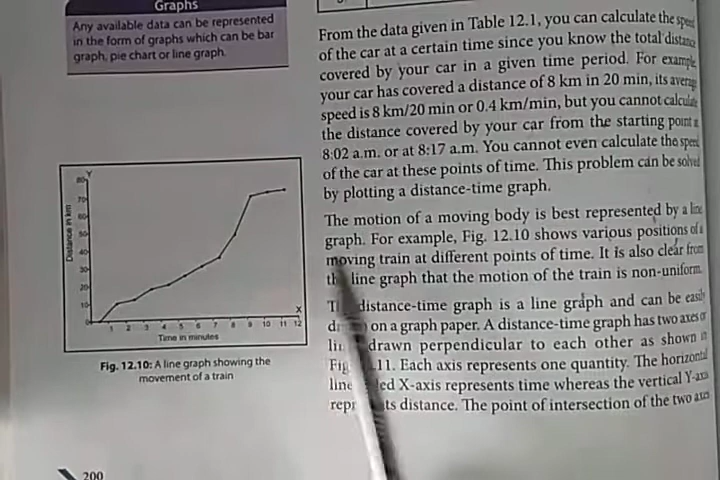 Graphs
Any available data can be represented
in the form of graphs which can be bar
graph, pie chart or line graph.
From the data given in Table 12.1, you can calculate the
of the car at a certain time since you know the total
covered by your car in a given time period. For
your car has covered a distance of 8 km in 20 min, its
speed is 8 km/20 min or 0.4 km/min, but you cannot
the distance covered by your car from the starting point
8:02 a.m. or at 8:17 a.m. You cannot even calculate the
of the car at these points of time. This problem can be solved
by plotting a distance-time graph.
The motion of a moving body is best represented by a line
graph. For example, Fig. 12.10 shows various positions of a
moving train at different points of time. It is also clear from
line graph that the motion of the train is non-uniform.
distance-time graph is a line graph and can be
on a graph paper. A distance-time graph has two axes
drawn perpendicular to each other as shown
11. Each axis represents one quantity. The horizontal
X-axis represents time whereas the vertical Y-axis
distance. The point of intersection of the two axes
Y
80
70
60
50
40
30
20
10
0
Distance in km
X
1 2 3 4 5 6 7 8 9 10 11 12
Time in minutes
Fig. 12.10: A line graph showing the
movement of a train
200